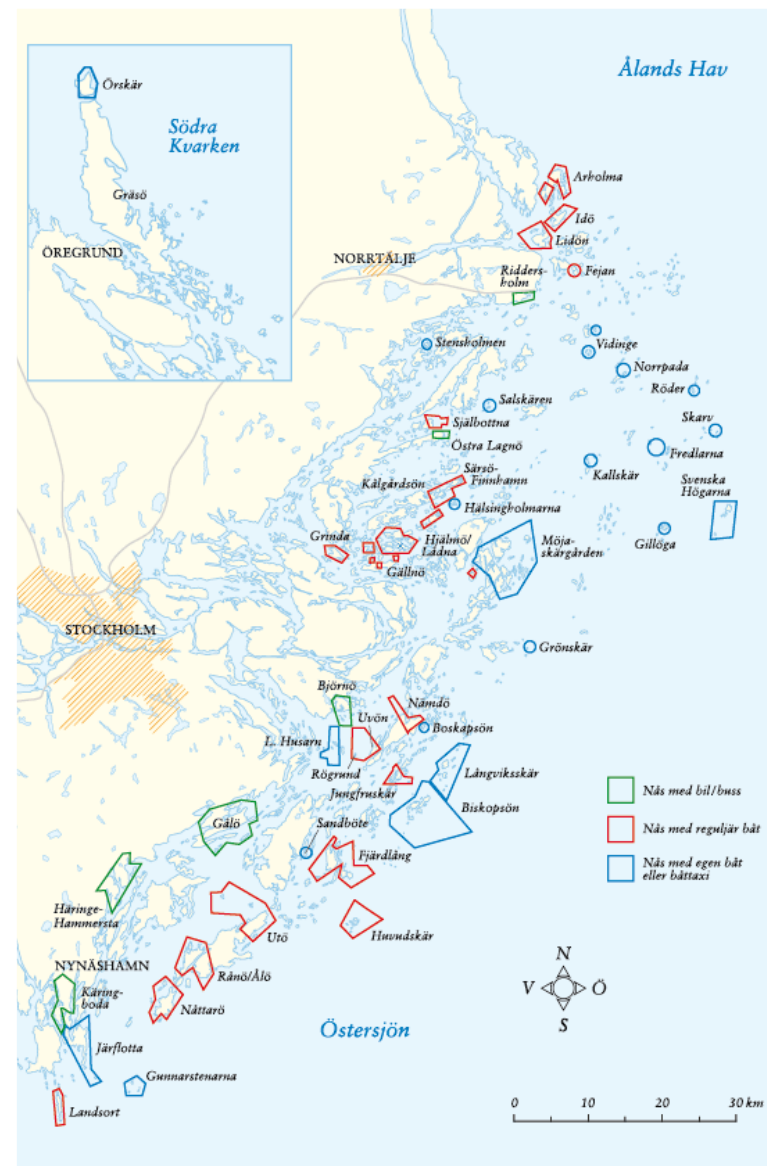 Ålands Hav
Örskär
Södra
Kvarken
Gräsö
ÖREGRUND
Arholma
Idö
Lidön
NORRTÄLJE
Ridders-
holm
Fejan
Stensholmen
Vidinge
Norrpada
Röder
Salskären
Skarv
Själbottna
Östra Lagnö
Fredlarna
Kallskär
Svenska
Högarna
Särsö-
Finnhamn
Kålgårdsön
Hälsingholmarna
Grinda
Hjälmö/
Lådna
Möja-
skärgården
Gillöga
Gällnö
STOCKHOLM
Grönskär
Björnö
Uvön
Nämdö
Boskapsön
L. Husarn
Rögrund
Långviksskär
Jungfruskär
Biskopsön
Nås med bil/buss
Nås med reguljär båt
Nås med egen båt
eller båttaxi
Gålö
Sandböte
Fjärdlång
Häringe-
Hammersta
Utö
Huvudskär
NYNÄSHAMN
Rånö/Ålö
Käring-
boda
Nåttarö
N
V
Ö
S
Östersjön
Järflotta
Gunnarstenarna
Landsort
0 10 20 30 km